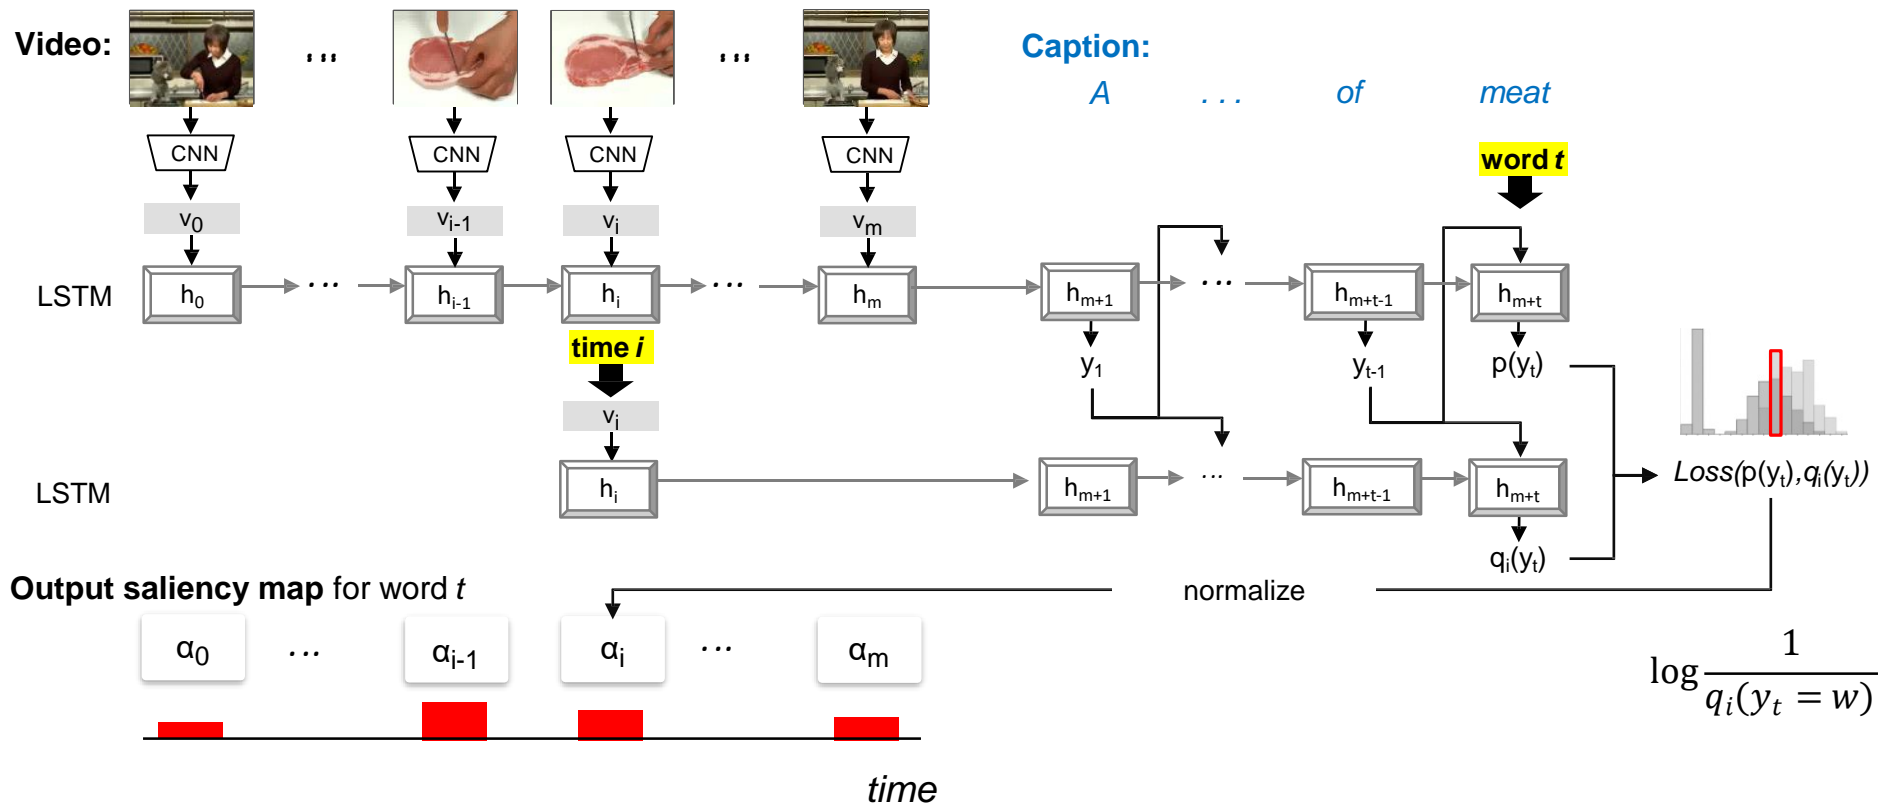 Video:
...
...
Caption:
A ... of meat
CNN CNN CNN CNN
word t
v0 vi-1 vi vm
LSTM
h0 ... hi-1 hi ... hm hm+1 ... hm+t-1 hm+t
time i
y1 yt-1 p(yt)
vi
LSTM
hi hm+1 ... hm+t-1 hm+t
Loss(p(yt),qi(yt))
qi(yt)
Output saliency map for word t
normalize
α0 ... αi-1 αi ... αm
log 1/qi(yt = w)
time